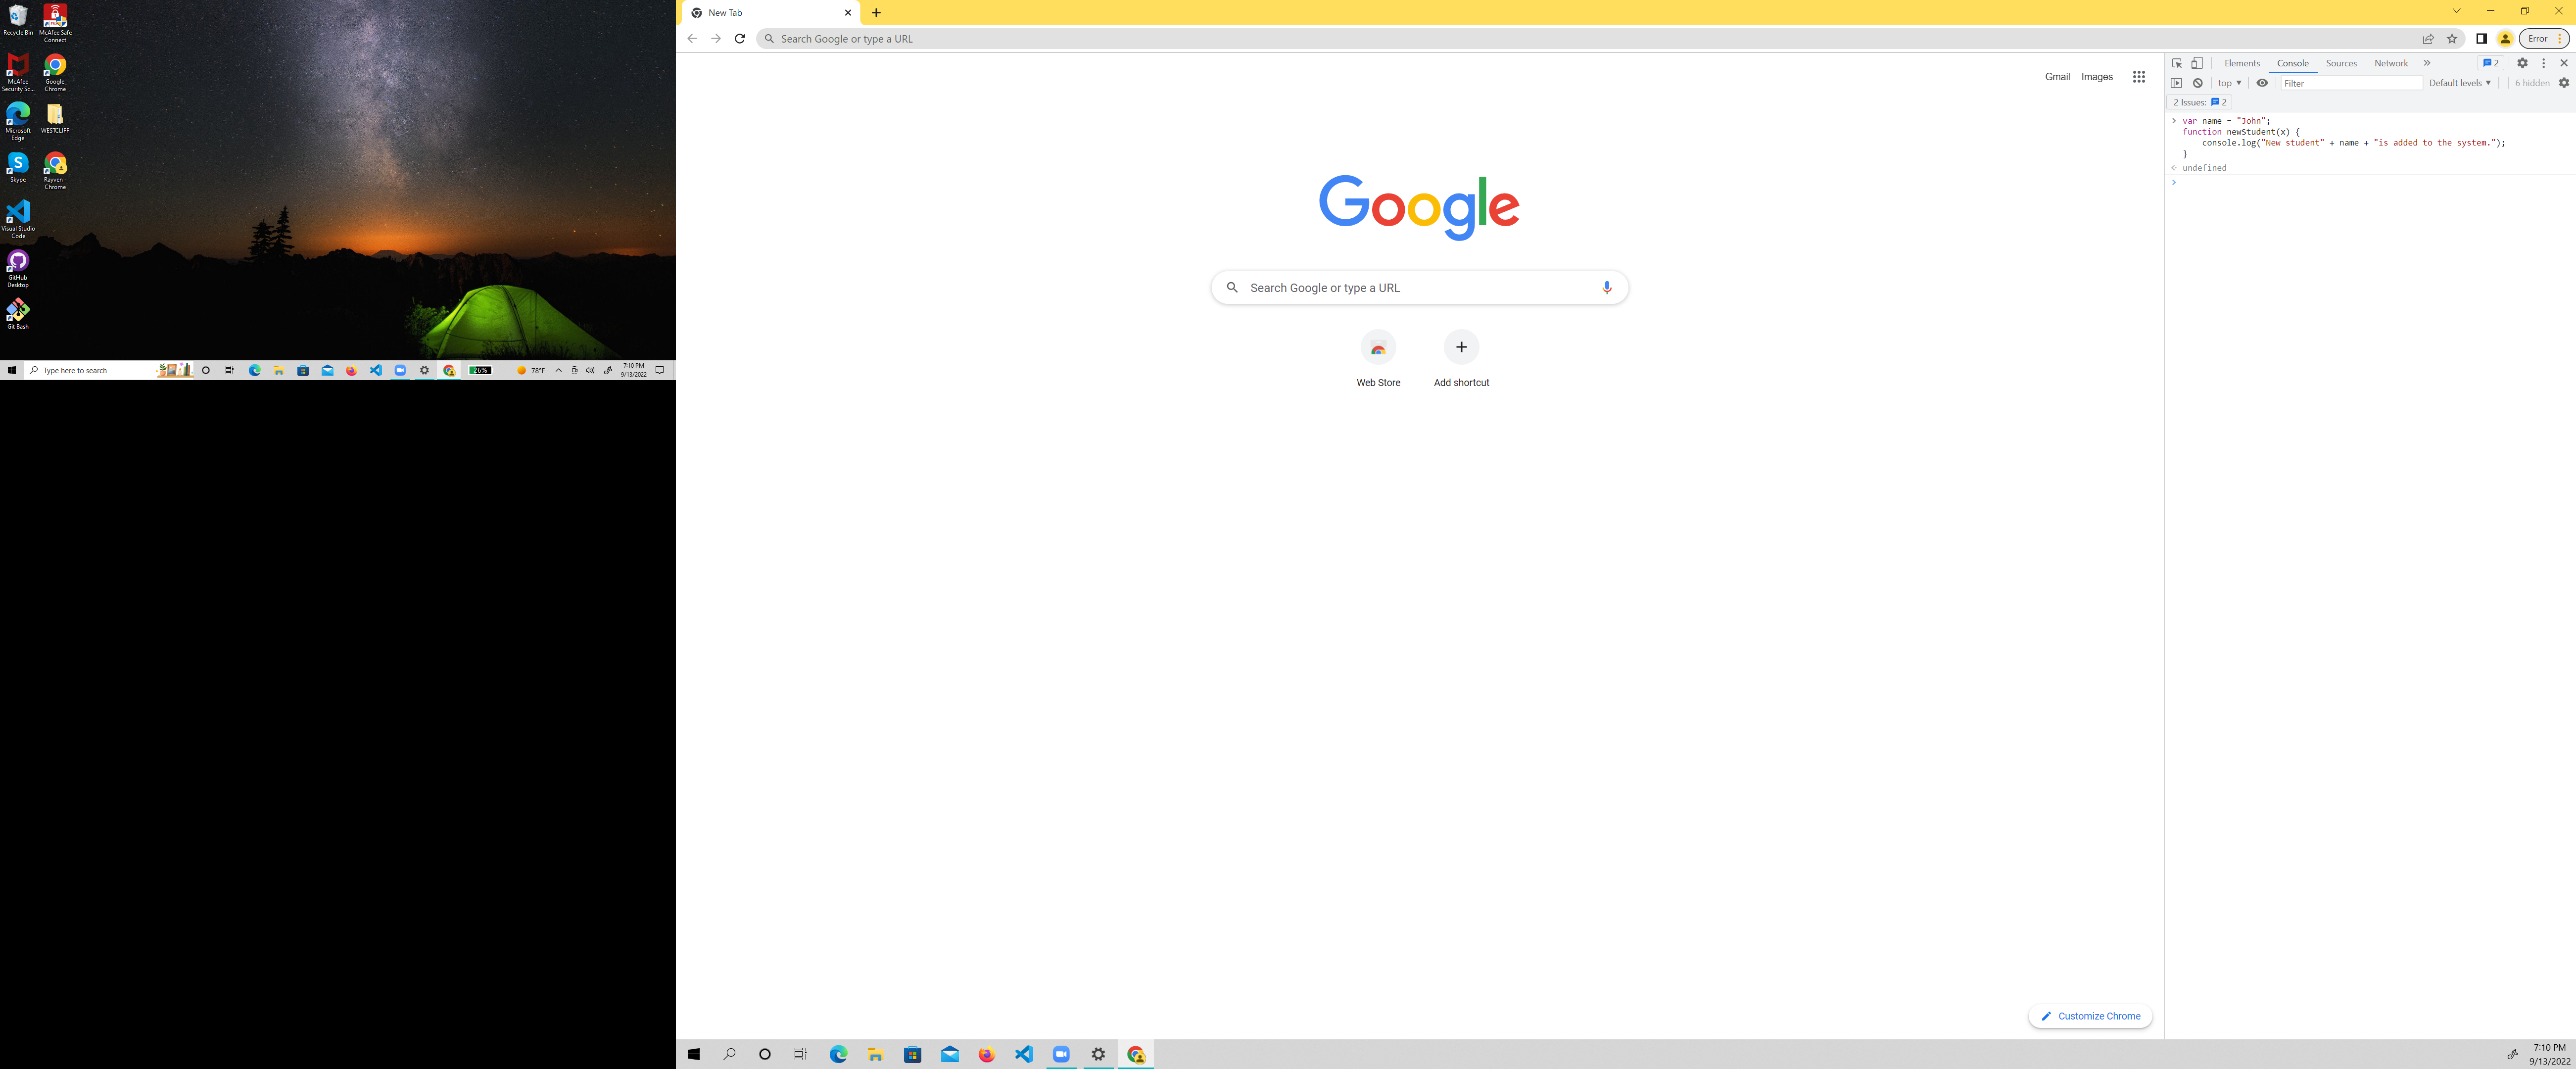 Recycle Bin
McAfee Safe
Connect
McAfee
Security Sc...
Google
Chrome
Microsoft
Edge
WESTCLIFF
Skype
Rayven -
Chrome
Visual Studio
Code
GitHub
Desktop
Git Bash
Type here to search
26%
78°F
7:10 PM
9/13/2022
New Tab
Search Google or type a URL
Error
Gmail
Images
Google
Search Google or type a URL
Web Store
Add shortcut
Customize Chrome
Elements
Console
Sources
Network
2
top
Filter
Default levels
6 hidden
2 Issues:
2
var name = "John";
function newStudent(x) {
console.log("New student" + name + "is added to the system.");
}
undefined
7:10 PM
9/13/2022